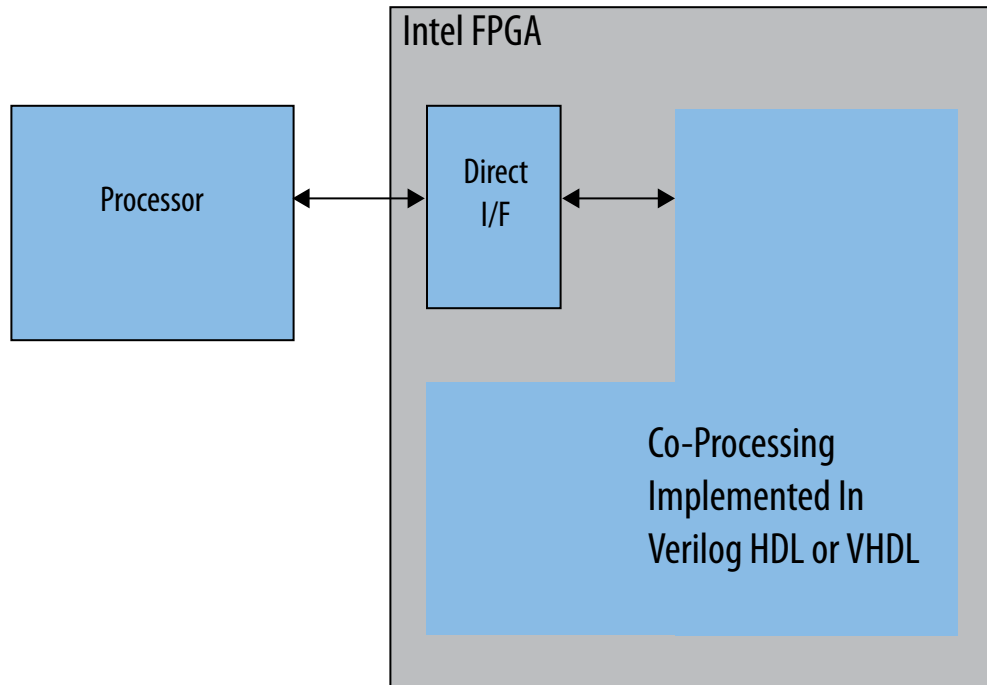 Intel FPGA
Processor
Direct
I/F
Co-Processing
Implemented In
Verilog HDL or VHDL